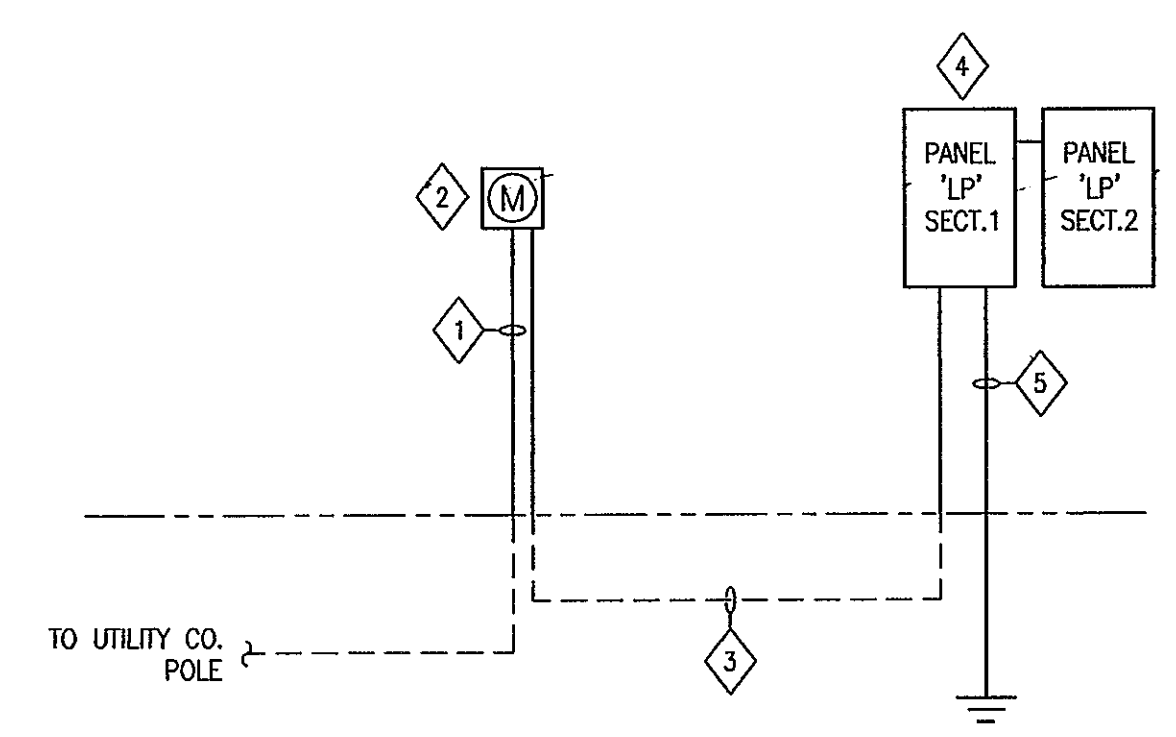 4
PANEL
'LP'
SECT.1
PANEL
'LP'
SECT.2
2
M
1
5
TO UTILITY CO.
POLE
3